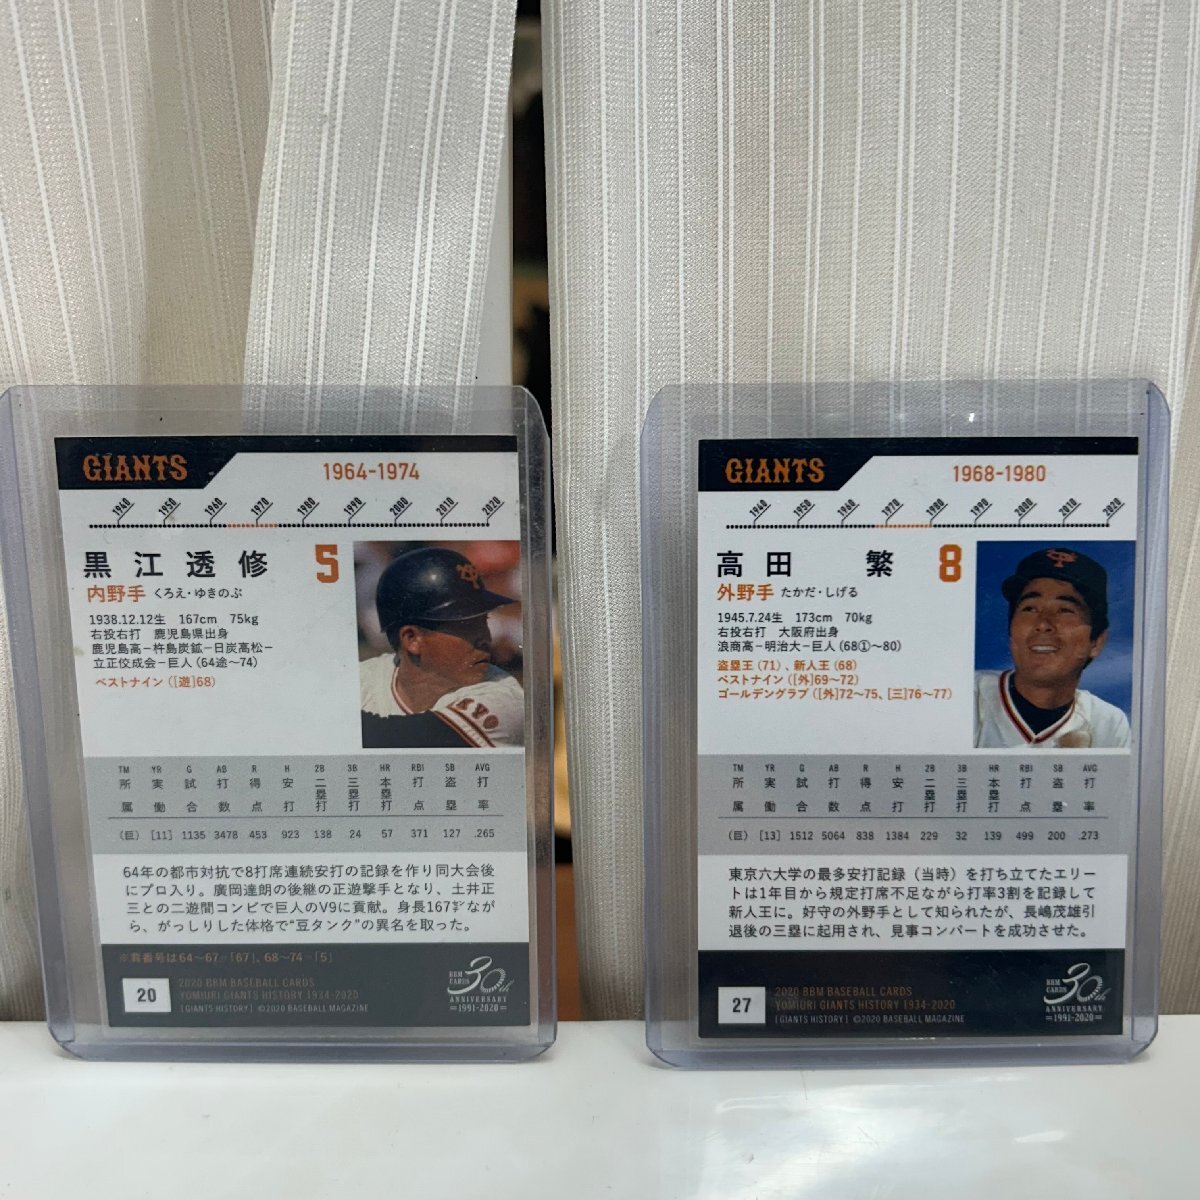 GIANTS
1964-1974
1940 1950 1960 1970 1980 1990 2000 2010 2020
黒江透修 5
内野手 くろえ・ゆきのぶ
1938.12.12生 167cm 75kg
右投右打 鹿児島県出身
鹿児島高－杵島炭鉱－日炭高松－
立正佼成会－巨人(64途～74)
ベストナイン([遊]68)
TM YR G AB R H 2B 3B HR RBI SB AVG
所属 実働 試合 打数 得点 安打 二塁打 三塁打 本塁打 打点 盗塁 打率
(巨) [11] 1135 3478 453 923 138 24 57 371 127 .265
64年の都市対抗で8打席連続安打の記録を作り同大会後
にプロ入り。廣岡達朗の後継の正遊撃手となり、土井正
三との二遊間コンビで巨人のV9に貢献。身長167㌢なが
ら、がっしりした体格で“豆タンク”の異名を取った。
※背番号は64～67=「67」、68～74=「5」
20
2020 BBM BASEBALL CARDS
YOMIURI GIANTS HISTORY 1934-2020
[GIANTS HISTORY] ©2020 BASEBALL MAGAZINE
BBM
CARDS
30th
ANNIVERSARY
=1991-2020=
GIANTS
1968-1980
1940 1950 1960 1970 1980 1990 2000 2010 2020
高田 繁 8
外野手 たかだ・しげる
1945.7.24生 173cm 70kg
右投右打 大阪府出身
浪商高－明治大－巨人(68①～80)
盗塁王(71)、新人王(68)
ベストナイン([外]69～72)
ゴールデングラブ([外]72～75、[三]76～77)
TM YR G AB R H 2B 3B HR RBI SB AVG
所属 実働 試合 打数 得点 安打 二塁打 三塁打 本塁打 打点 盗塁 打率
(巨) [13] 1512 5064 838 1384 229 32 139 499 200 .273
東京六大学の最多安打記録(当時)を打ち立てたエリー
トは1年目から規定打席不足ながら打率3割を記録して
新人王に。好守の外野手として知られたが、長嶋茂雄引
退後の三塁に起用され、見事コンバートを成功させた。
27
2020 BBM BASEBALL CARDS
YOMIURI GIANTS HISTORY 1934-2020
[GIANTS HISTORY] ©2020 BASEBALL MAGAZINE
BBM
CARDS
30th
ANNIVERSARY
=1991-2020=